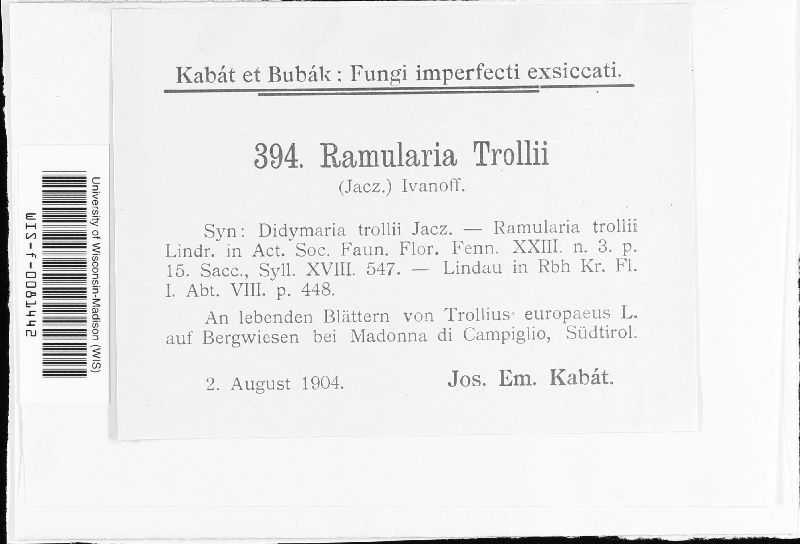 Kabát et Bubák : Fungi imperfecti exsiccati.
394. Ramularia Trollii
(Jacz.) Ivanoff.
Syn: Didymaria trollii Jacz. — Ramularia trollii
Lindr. in Act. Soc. Faun. Flor. Fenn. XXIII. n. 3. p.
15. Sacc., Syll. XVIII. 547. — Lindau in Rbh Kr. Fl.
I. Abt. VIII. p. 448.
An lebenden Blättern von Trollius europaeus L.
auf Bergwiesen bei Madonna di Campiglio, Südtirol.
2. August 1904.
Jos. Em. Kabát.
University of Wisconsin-Madison (WIS)
WIS-f-0081442